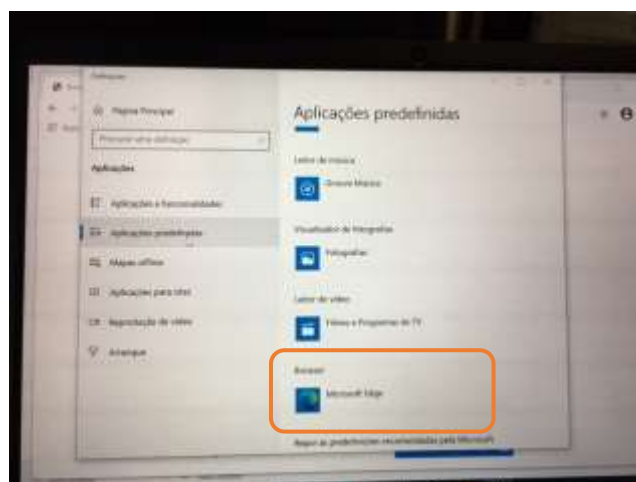 Definições
Página Principal
Procurar uma definição
Aplicações
Aplicações e funcionalidades
Aplicações predefinidas
Mapas offline
Aplicações para sites
Reprodução de vídeo
Arranque
Aplicações predefinidas
Leitor de música
Groove Música
Visualizador de fotografias
Fotografias
Leitor de vídeo
Filmes e Programas de TV
Browser
Microsoft Edge
Repor as predefinições recomendadas pela Microsoft